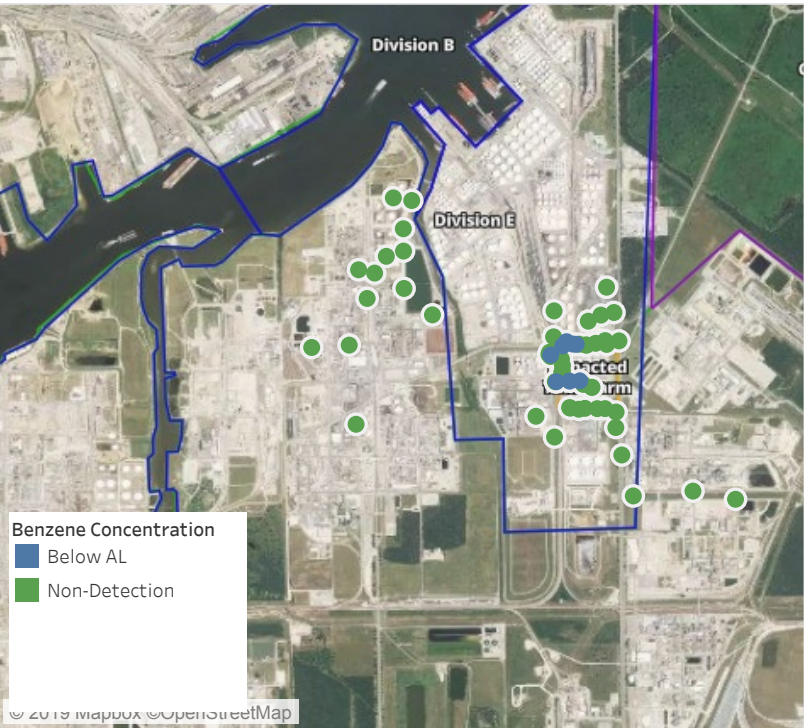 Division B
Division E
Benzene Concentration
Below AL
Non-Detection
© 2019 Mapbox ©OpenStreetMap